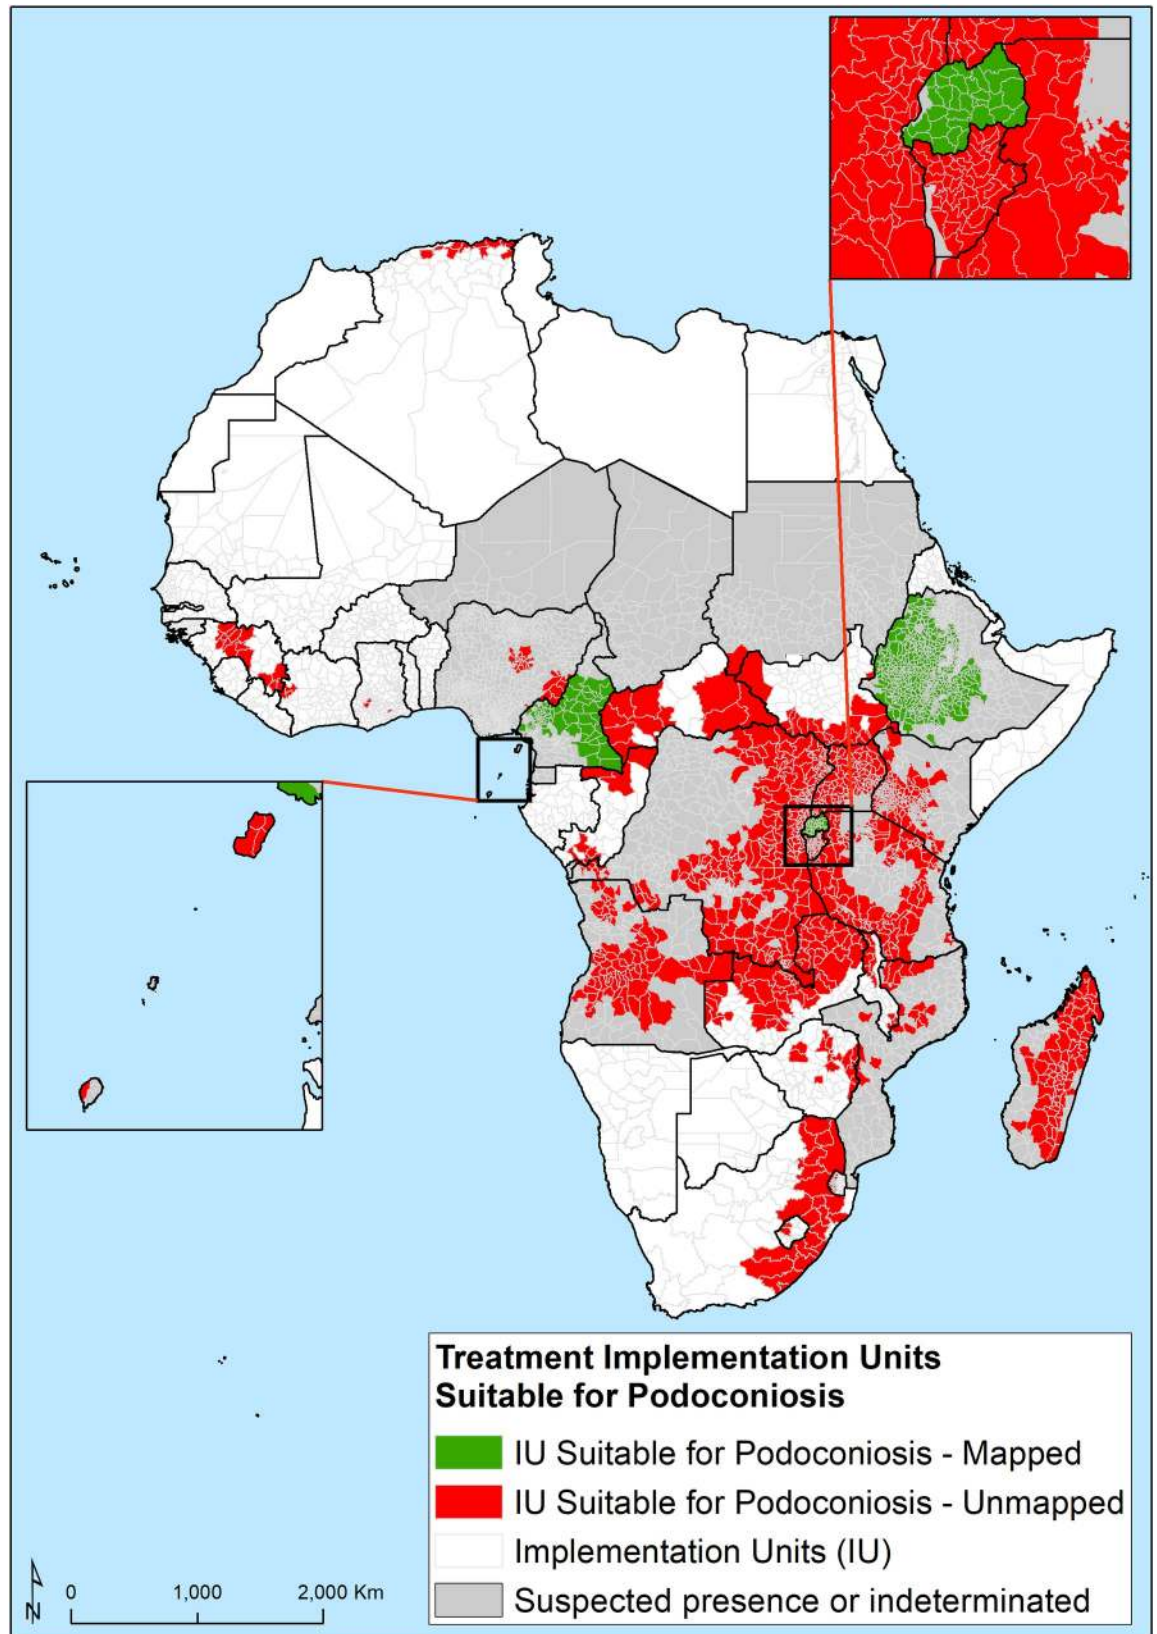 Treatment Implementation Units
Suitable for Podoconiosis
IU Suitable for Podoconiosis - Mapped
IU Suitable for Podoconiosis - Unmapped
Implementation Units (IU)
Suspected presence or indeterminated
N
0 1,000 2,000 Km